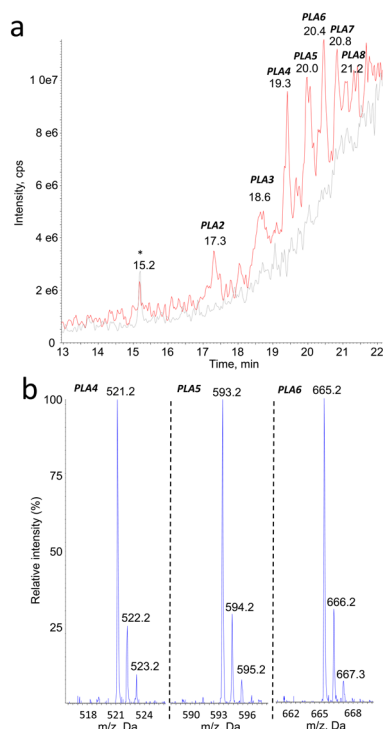 a
PLA6
20.4
PLA7
20.8
PLA5
20.0
PLA8
21.2
PLA4
19.3
1 0e7
8 e6
PLA3
18.6
6 e6
PLA2
17.3
4 e6
*
15.2
2 e6
0
Intensity, cps
13 14 15 16 17 18 19 20 21 22
Time, min
b
PLA4 521.2 PLA5 593.2 PLA6 665.2
100
75
50
25
Relative intensity (%)
522.2 594.2 666.2
523.2 595.2 667.3
518 521 524 590 593 596 662 665 668
m/z, Da m/z, Da m/z, Da